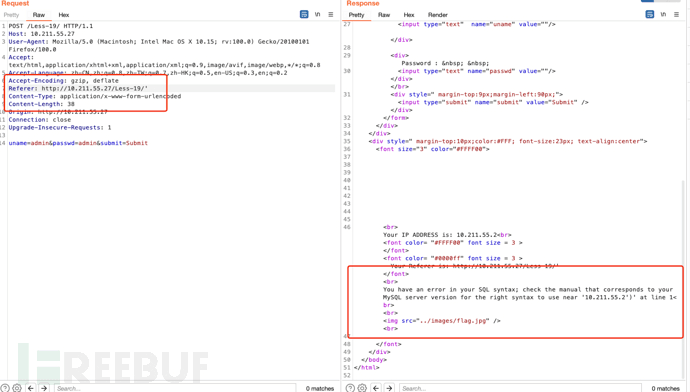 Request
Pretty Raw Hex
1 POST /Less-19/ HTTP/1.1
2 Host: 10.211.55.27
3 User-Agent: Mozilla/5.0 (Macintosh; Intel Mac OS X 10.15; rv:100.0) Gecko/20100101
Firefox/100.0
4 Accept:
text/html,application/xhtml+xml,application/xml;q=0.9,image/avif,image/webp,*/*;q=0.8
5 Accept-Language: zh-CN,zh;q=0.8,zh-TW;q=0.7,zh-HK;q=0.5,en-US;q=0.3,en;q=0.2
6 Accept-Encoding: gzip, deflate
7 Referer: http://10.211.55.27/Less-19/'
8 Content-Type: application/x-www-form-urlencoded
9 Content-Length: 38
Origin: http://10.211.55.27
11 Connection: close
12 Upgrade-Insecure-Requests: 1
13
14 uname=admin&passwd=admin&submit=Submit
Search...
0 matches
Response
Pretty Raw Hex Render
27 <input type="text" name="uname" value=""/>
</div>
28
29
<div>
30 Password : &nbsp; &nbsp;
<input type="text" name="passwd" value=""/>
</div>
</br>
31 <div style=" margin-top:9px;margin-left:90px;">
<input type="submit" name="submit" value="Submit" />
</div>
32 </form>
33 </div>
34 </div>
35 <div style=" margin-top:10px;color:#FFF; font-size:23px; text-align:center">
36 <font size="3" color="#FFFF00">
37
38
39
40
41
42
43
44
45
46 <br>
Your IP ADDRESS is: 10.211.55.2<br>
<font color= "#FFFF00" font size = 3 >
</font>
<font color= "#0000ff" font size = 3 >
Your Referer is: http://10.211.55.27/Less-19/'
</font>
<br>
You have an error in your SQL syntax; check the manual that corresponds to your
MySQL server version for the right syntax to use near '10.211.55.2')' at line 1<
br>
<br>
<img src="../images/flag.jpg" />
<br>
47
48 </font>
49 </div>
50 </body>
51 </html>
52
Search...
0 matches
REEBUF